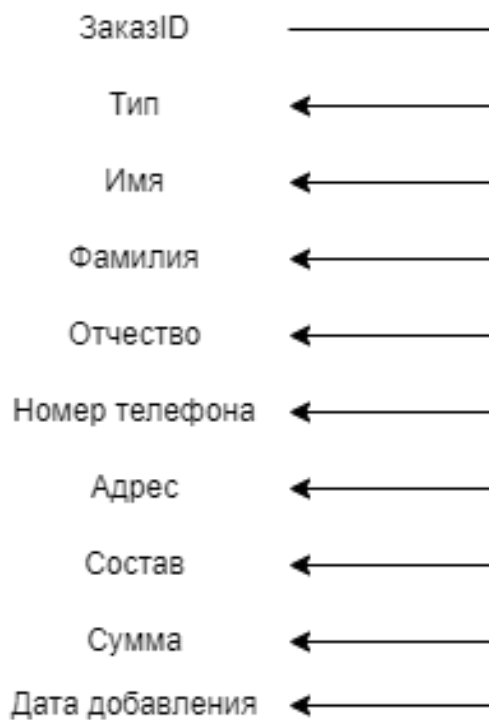 ЗаказID
Тип
Имя
Фамилия
Отчество
Номер телефона
Адрес
Состав
Сумма
Дата добавления